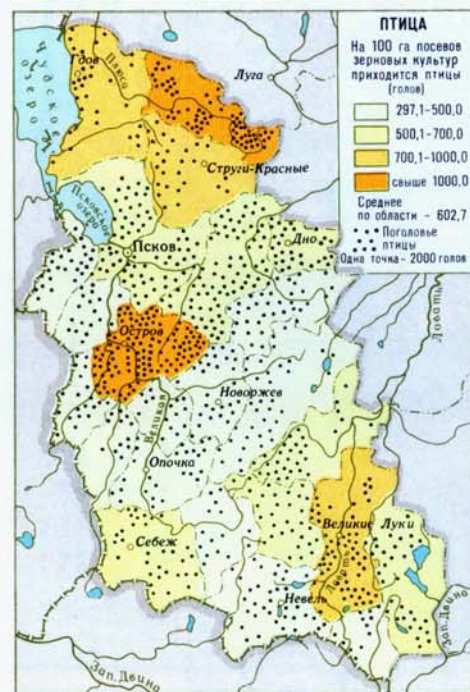 ПТИЦА
На 100 га посевов
зерновых культур
приходится птицы
(голов)
297,1-500,0
500,1-700,0
700,1-1000,0
свыше 1000,0
Среднее
по области - 602,7
Поголовье
птицы
Одна точка-2000 голов
Чудское
озеро
Гдов
Плюса
Луга
Струги-Красные
Псковское
озеро
Псков
Дно
Ловать
Остров
Новоржев
Великая
Опочка
Великие Луки
Себеж
Невель
Зап. Двина
Зап. Двина